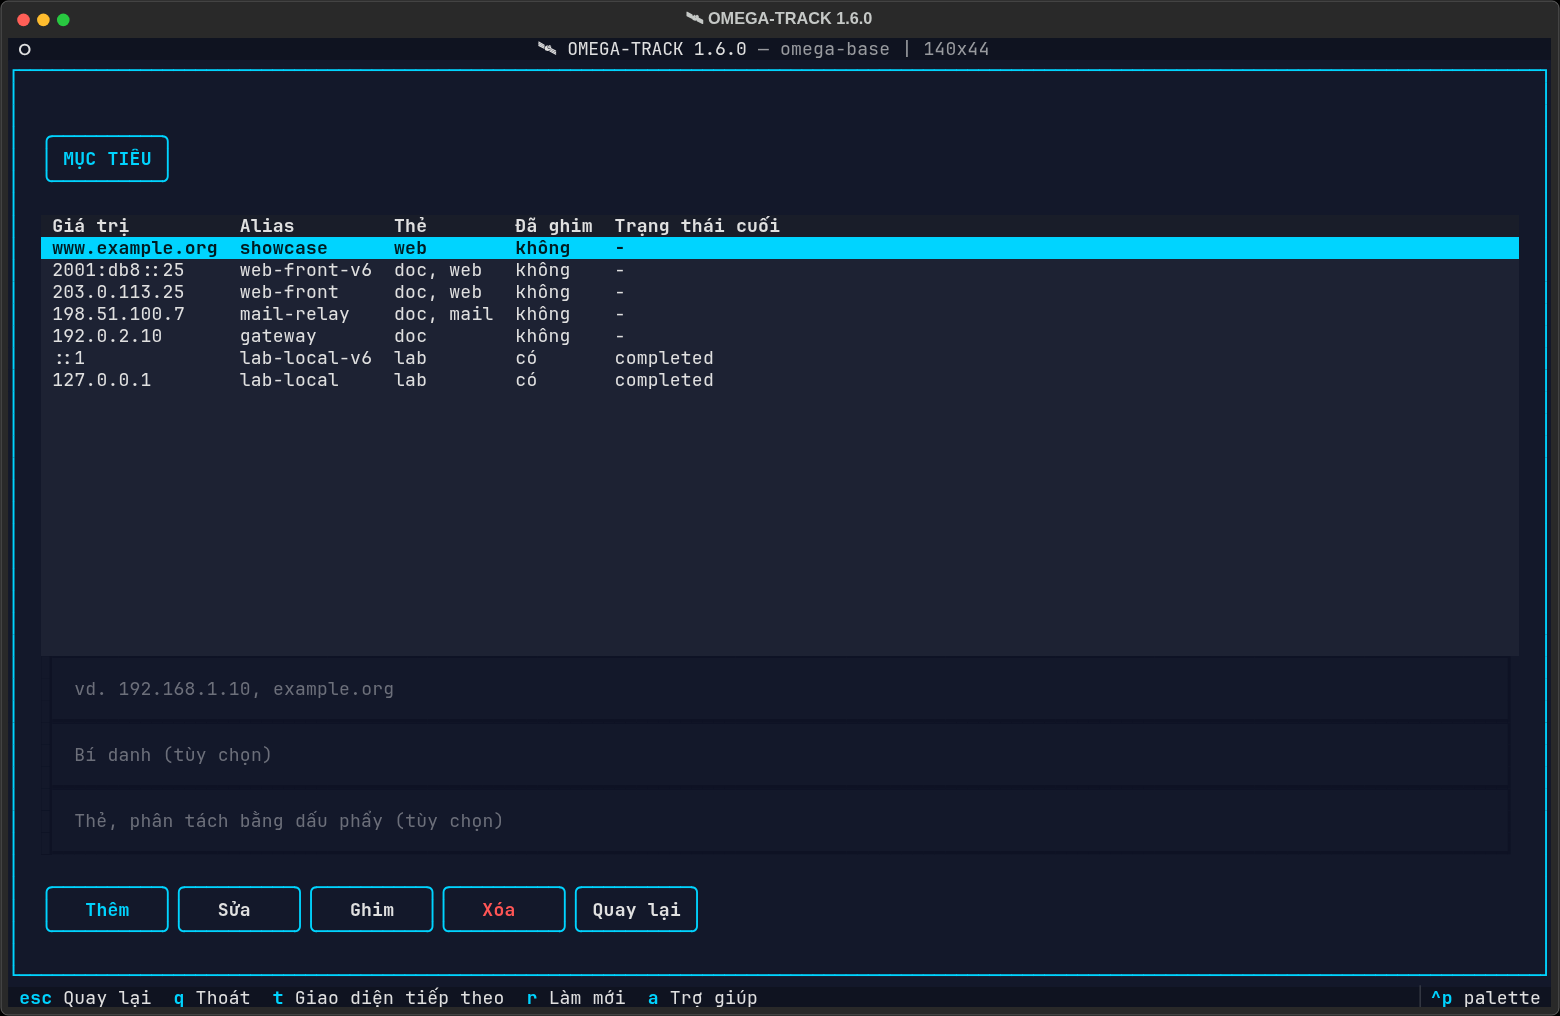 🛰 OMEGA-TRACK 1.6.0
🛰 OMEGA-TRACK 1.6.0 — omega-base | 140x44
MỤC TIÊU
Giá trị Alias Thẻ Đã ghim Trạng thái cuối
www.example.org showcase web không -
2001:db8::25 web-front-v6 doc, web không -
203.0.113.25 web-front doc, web không -
198.51.100.7 mail-relay doc, mail không -
192.0.2.10 gateway doc không -
::1 lab-local-v6 lab có completed
127.0.0.1 lab-local lab có completed
vd. 192.168.1.10, example.org
Bí danh (tùy chọn)
Thẻ, phân tách bằng dấu phẩy (tùy chọn)
Thêm Sửa Ghim Xóa Quay lại
esc Quay lại q Thoát t Giao diện tiếp theo r Làm mới a Trợ giúp ^p palette